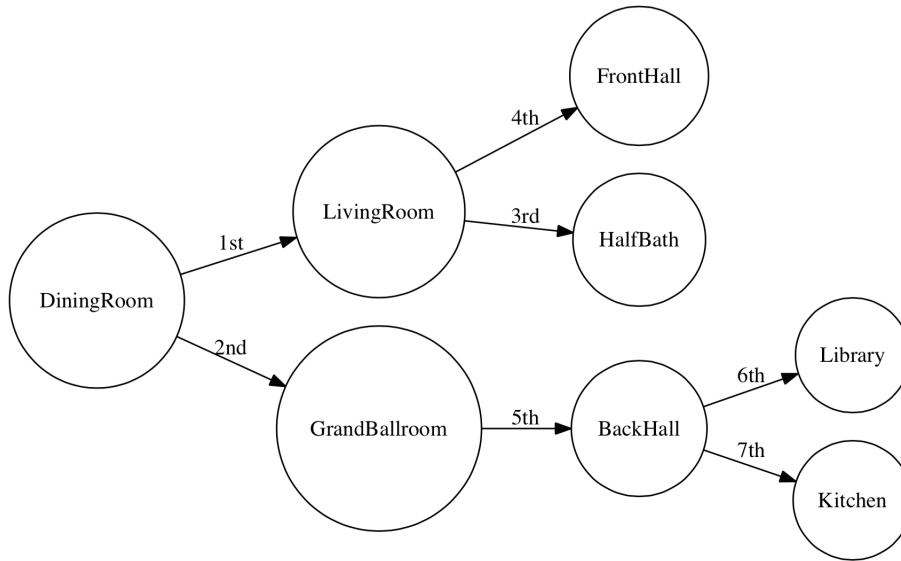 FrontHall
4th
LivingRoom
3rd
HalfBath
1st
DiningRoom
2nd
GrandBallroom
5th
BackHall
6th
Library
7th
Kitchen